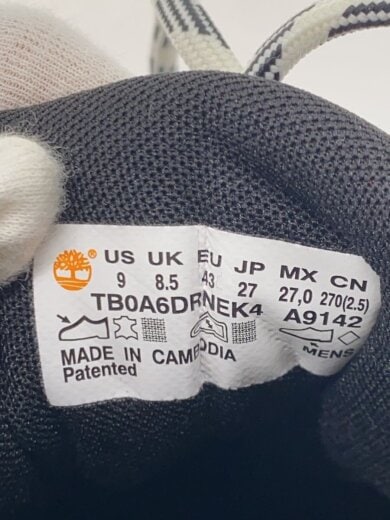 US UK EU JP MX CN
9 8.5 43 27 27,0 270(2.5)
TB0A6DRNEK4 A9142
MENS
MADE IN CAMBODIA
Patented